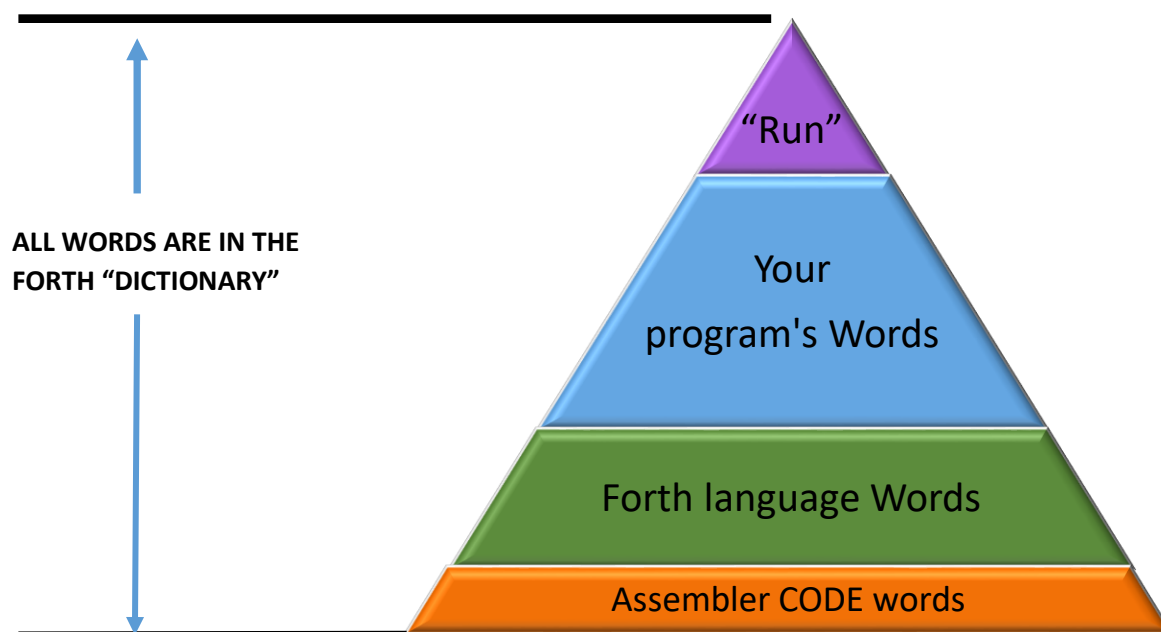 “Run”
ALL WORDS ARE IN THE
FORTH “DICTIONARY”
Your
program's Words
Forth language Words
Assembler CODE words